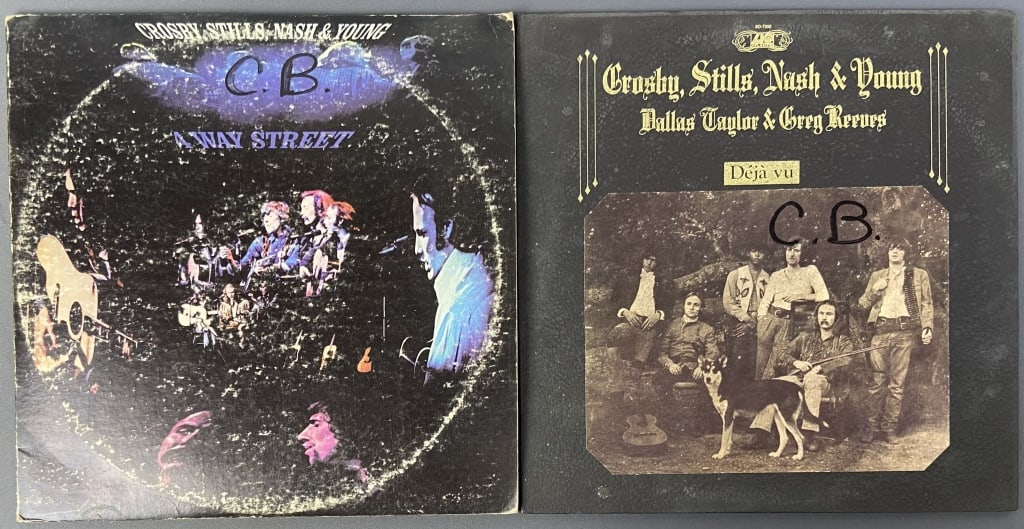 CROSBY, STILLS, NASH & YOUNG
C.B.
4 WAY STREET
Crosby, Stills, Nash & Young
Dallas Taylor & Greg Reeves
Déjà vu
C.B.